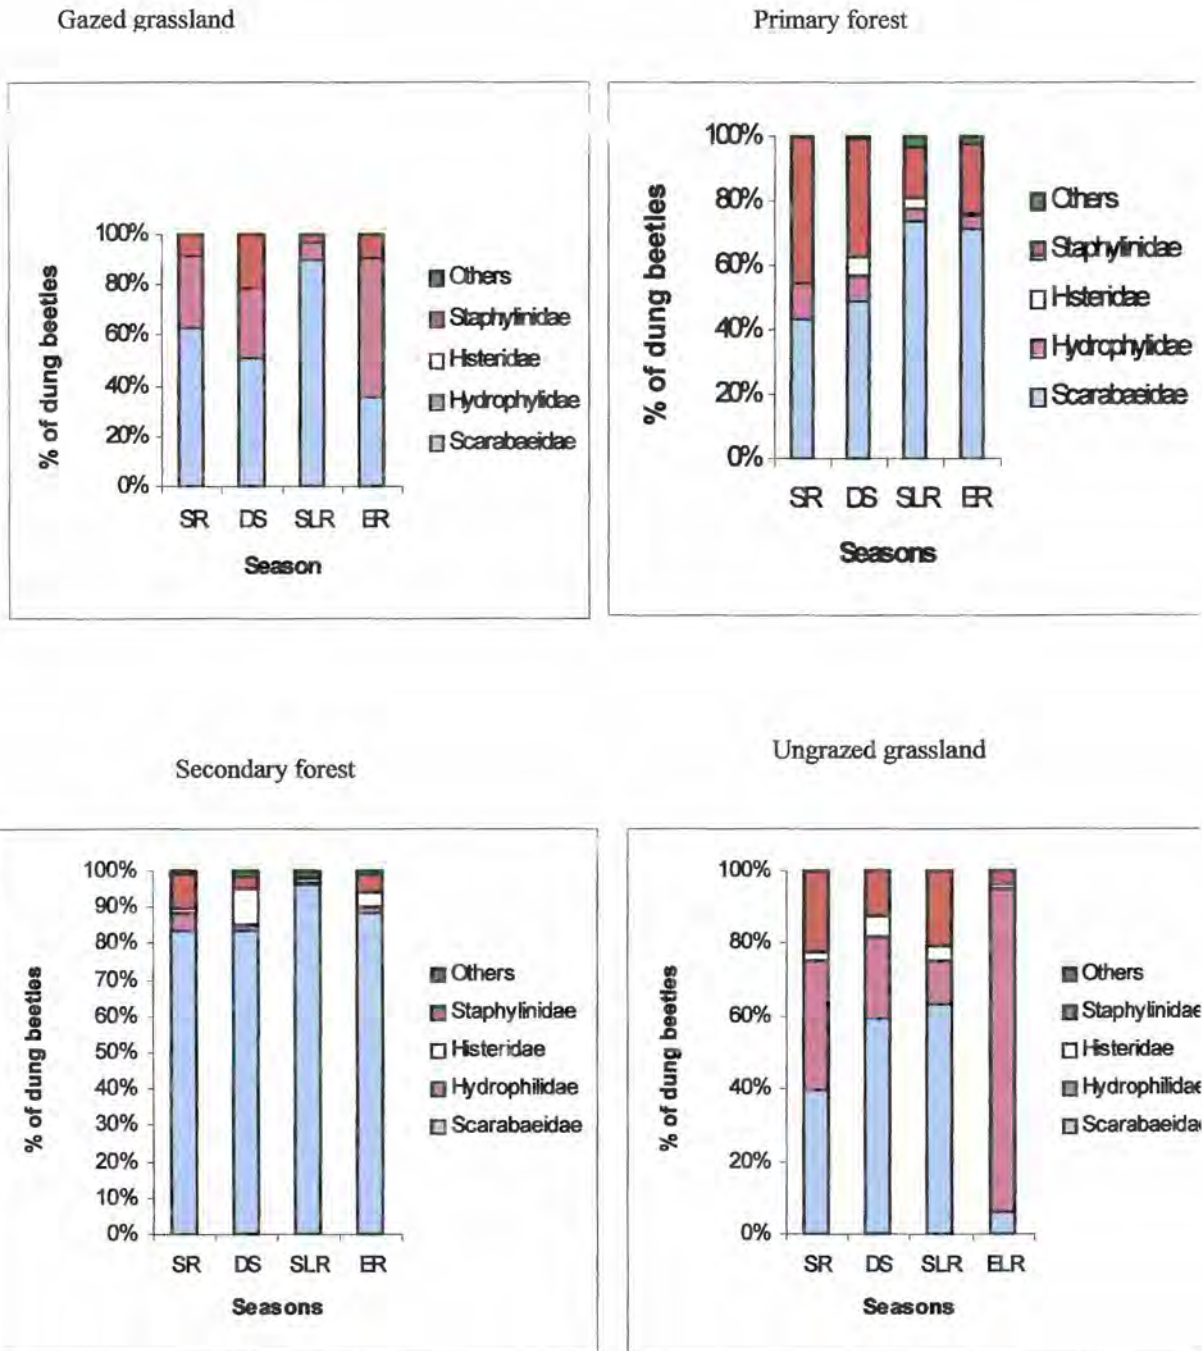 Gazed grassland
100%
80%
60%
40%
20%
0%
% of dung beetles
SR DS SLR ER
Season
Others
Staphylinidae
Histeridae
Hydrophylidae
Scarabaeidae
Primary forest
100%
80%
60%
40%
20%
0%
% of dung beetles
SR DS SLR ER
Seasons
Others
Staphylinidae
Histeridae
Hydrophylidae
Scarabaeidae
Secondary forest
100%
90%
80%
70%
60%
50%
40%
30%
20%
10%
0%
% of dung beetles
SR DS SLR ER
Seasons
Others
Staphylinidae
Histeridae
Hydrophilidae
Scarabaeidae
Ungrazed grassland
100%
80%
60%
40%
20%
0%
% of dung beetles
SR DS SLR ELR
Seasons
Others
Staphylinidae
Histeridae
Hydrophilidae
Scarabaeida